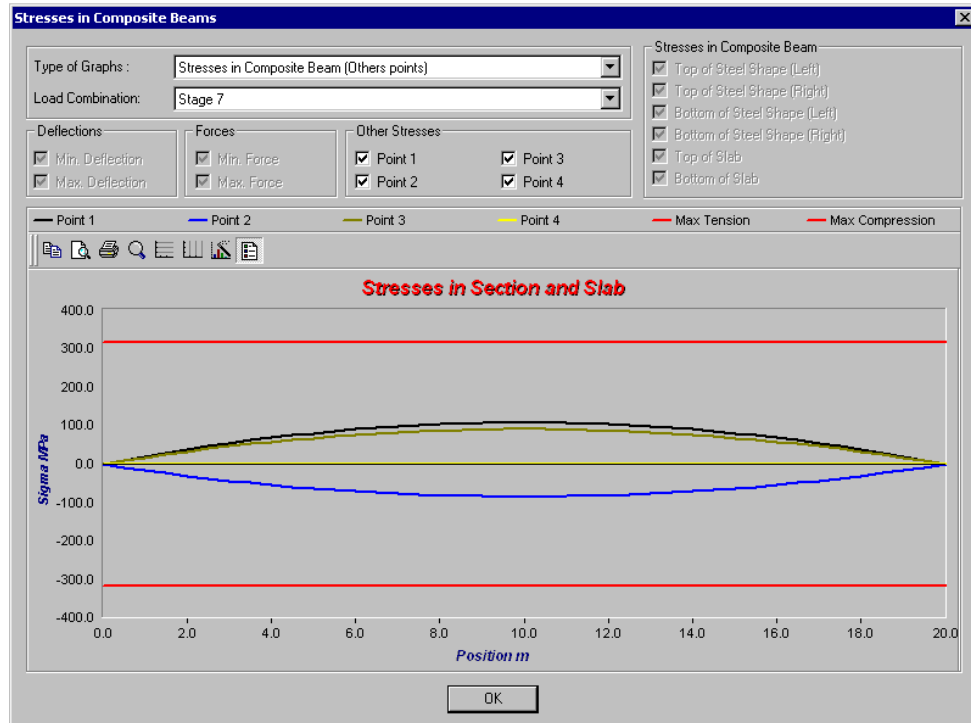 Stresses in Composite Beams
Type of Graphs :
Stresses in Composite Beam (Others points)
Load Combination:
Stage 7
Stresses in Composite Beam
Top of Steel Shape (Left)
Top of Steel Shape (Right)
Bottom of Steel Shape (Left)
Bottom of Steel Shape (Right)
Top of Slab
Bottom of Slab
Deflections
Min. Deflection
Max. Deflection
Forces
Min. Force
Max. Force
Other Stresses
Point 1
Point 3
Point 2
Point 4
Point 1 Point 2 Point 3 Point 4 Max Tension Max Compression
Stresses in Section and Slab
400.0
300.0
200.0
100.0
0.0
-100.0
-200.0
-300.0
-400.0
Sigma MPa
0.0 2.0 4.0 6.0 8.0 10.0 12.0 14.0 16.0 18.0 20.0
Position m
OK